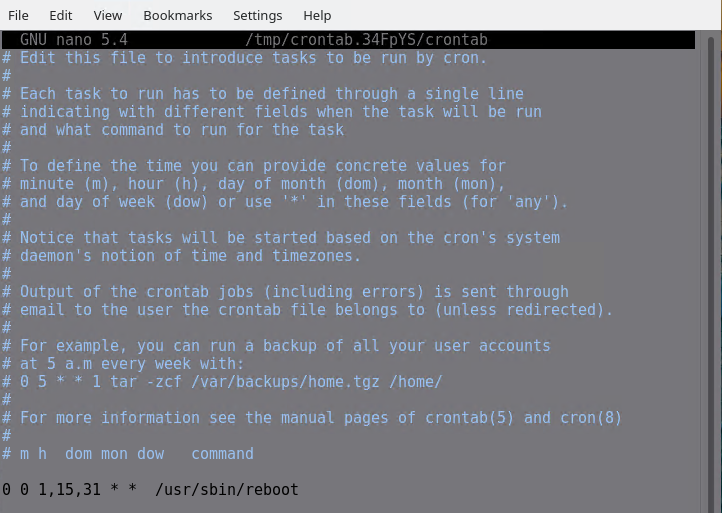 File Edit View Bookmarks Settings Help
GNU nano 5.4 /tmp/crontab.34FpYS/crontab
# Edit this file to introduce tasks to be run by cron.
#
# Each task to run has to be defined through a single line
# indicating with different fields when the task will be run
# and what command to run for the task
#
# To define the time you can provide concrete values for
# minute (m), hour (h), day of month (dom), month (mon),
# and day of week (dow) or use '*' in these fields (for 'any').
#
# Notice that tasks will be started based on the cron's system
# daemon's notion of time and timezones.
#
# Output of the crontab jobs (including errors) is sent through
# email to the user the crontab file belongs to (unless redirected).
#
# For example, you can run a backup of all your user accounts
# at 5 a.m every week with:
# 0 5 * * 1 tar -zcf /var/backups/home.tgz /home/
#
# For more information see the manual pages of crontab(5) and cron(8)
#
# m h  dom mon dow   command
0 0 1,15,31 * *  /usr/sbin/reboot